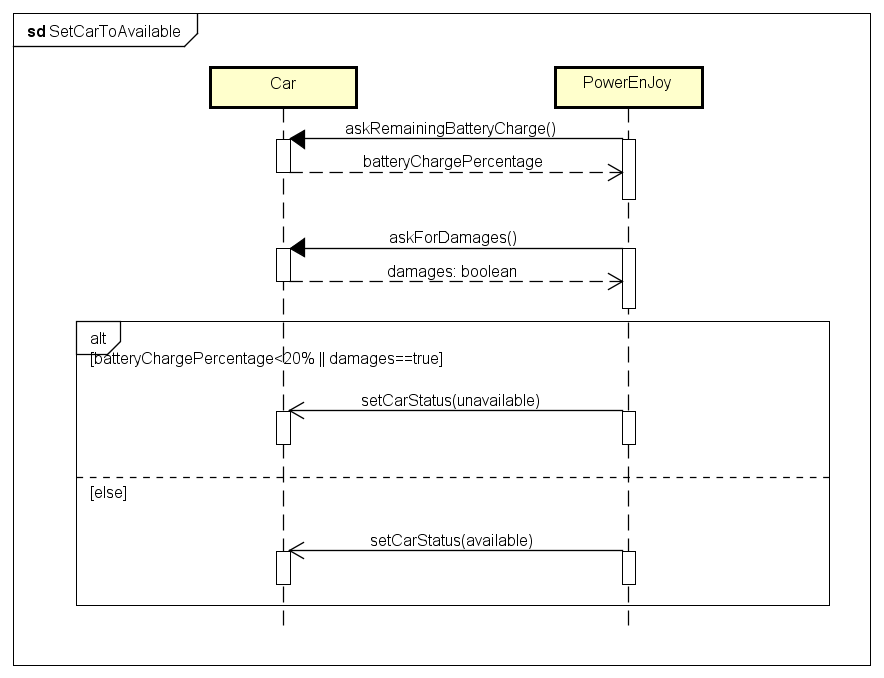 sd SetCarToAvailable
Car
PowerEnJoy
askRemainingBatteryCharge()
batteryChargePercentage
askForDamages()
damages: boolean
alt
[batteryChargePercentage<20% || damages==true]
setCarStatus(unavailable)
[else]
setCarStatus(available)